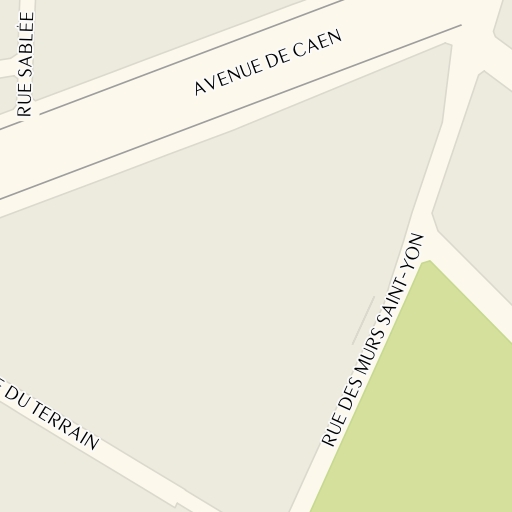 RUE SABLÉE
AVENUE DE CAEN
RUE DES MURS SAINT-YON
DU TERRAIN